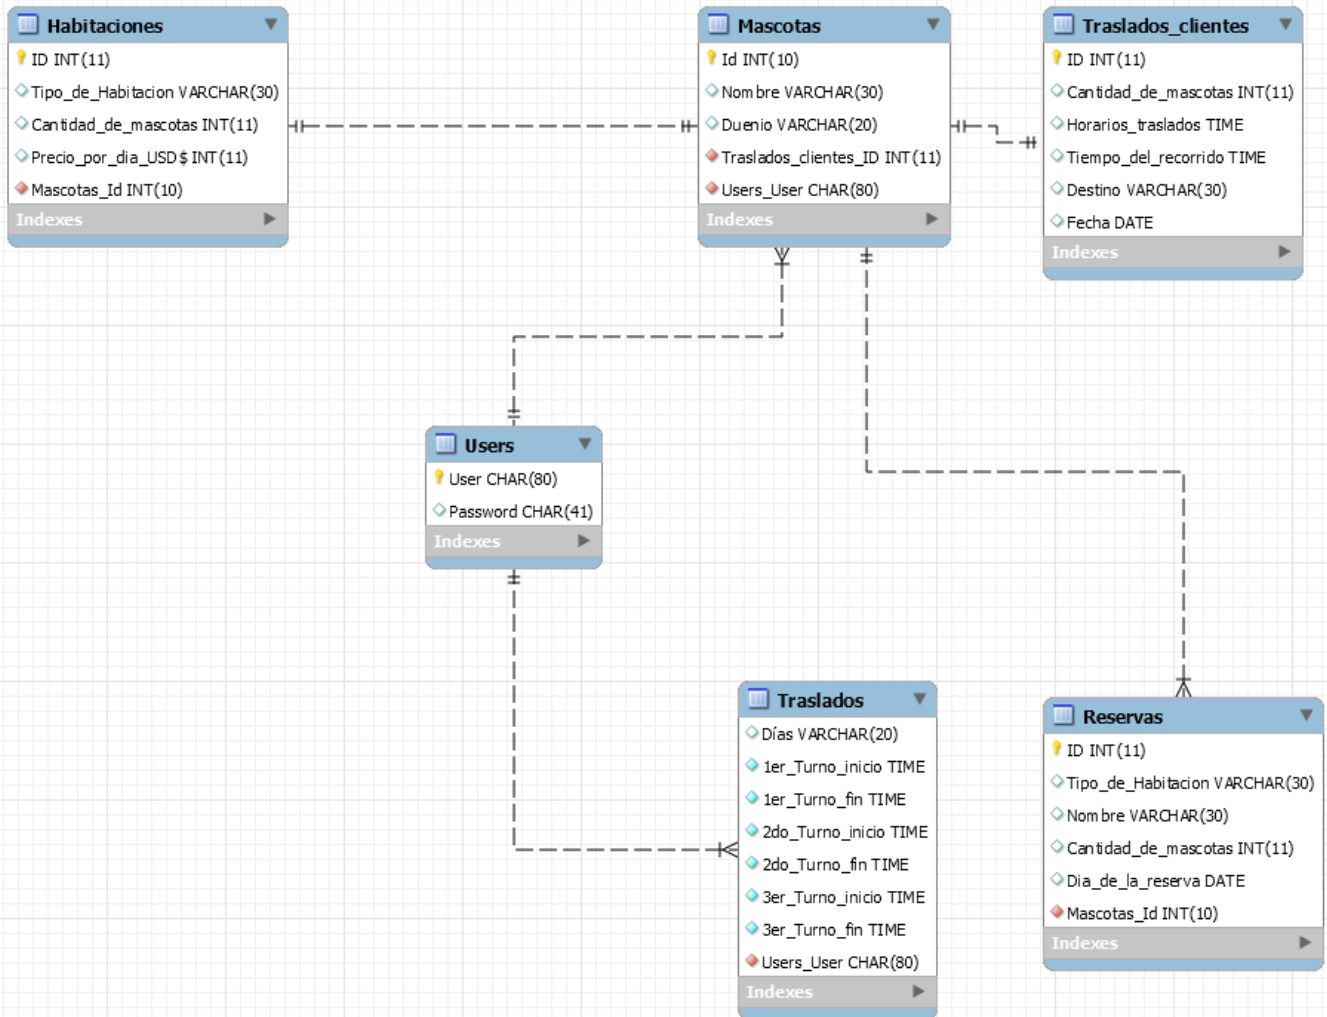 Habitaciones
ID INT(11)
Tipo_de_Habitacion VARCHAR(30)
Cantidad_de_mascotas INT(11)
Precio_por_dia_USD$ INT(11)
Mascotas_Id INT(10)
Indexes
Mascotas
Id INT(10)
Nombre VARCHAR(30)
Duenio VARCHAR(20)
Traslados_clientes_ID INT(11)
Users_User CHAR(80)
Indexes
Traslados_clientes
ID INT(11)
Cantidad_de_mascotas INT(11)
Horarios_traslados TIME
Tiempo_del_recorrido TIME
Destino VARCHAR(30)
Fecha DATE
Indexes
Users
User CHAR(80)
Password CHAR(41)
Indexes
Traslados
Días VARCHAR(20)
1er_Turno_inicio TIME
1er_Turno_fin TIME
2do_Turno_inicio TIME
2do_Turno_fin TIME
3er_Turno_inicio TIME
3er_Turno_fin TIME
Users_User CHAR(80)
Indexes
Reservas
ID INT(11)
Tipo_de_Habitacion VARCHAR(30)
Nombre VARCHAR(30)
Cantidad_de_mascotas INT(11)
Dia_de_la_reserva DATE
Mascotas_Id INT(10)
Indexes